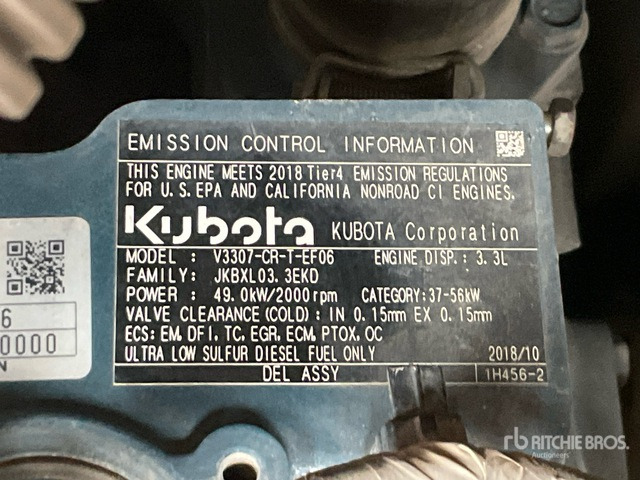 EMISSION CONTROL INFORMATION
THIS ENGINE MEETS 2018 Tier4 EMISSION REGULATIONS
FOR U.S. EPA AND CALIFORNIA NONROAD CI ENGINES.
Kubota KUBOTA Corporation
MODEL : V3307-CR-T-EF06 ENGINE DISP.: 3.3L
FAMILY: JKBXL03.3EKD
POWER : 49.0kW/2000rpm CATEGORY:37-56kW
VALVE CLEARANCE(COLD): IN 0.15mm EX 0.15mm
ECS: EM, DFI, TC, EGR, ECM, PTOX, OC
ULTRA LOW SULFUR DIESEL FUEL ONLY 2018/10
DEL ASSY 1H456-2
6
0000
N
rb RITCHIE BROS.
Auctioneers